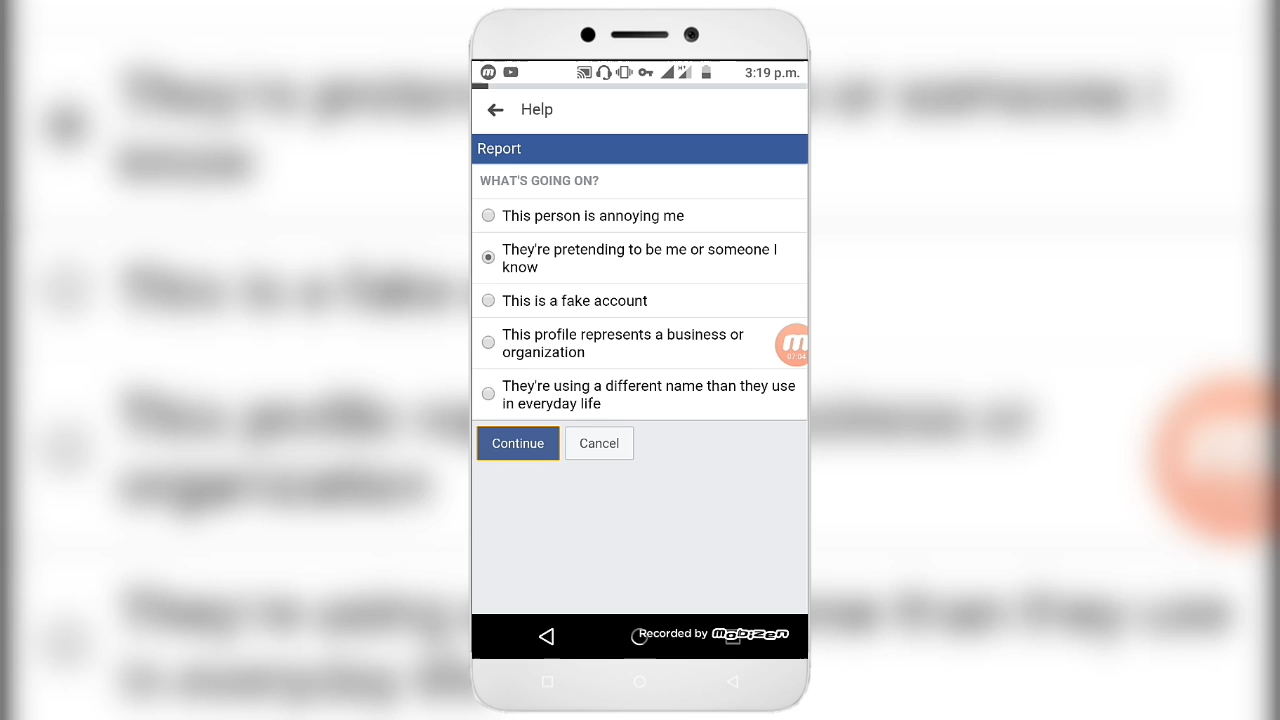 3:19 p.m.
Help
Report
WHAT'S GOING ON?
This person is annoying me
They're pretending to be me or someone I
know
This is a fake account
This profile represents a business or
organization
07:04
They're using a different name than they use
in everyday life
Continue
Cancel
Recorded by Mobizen